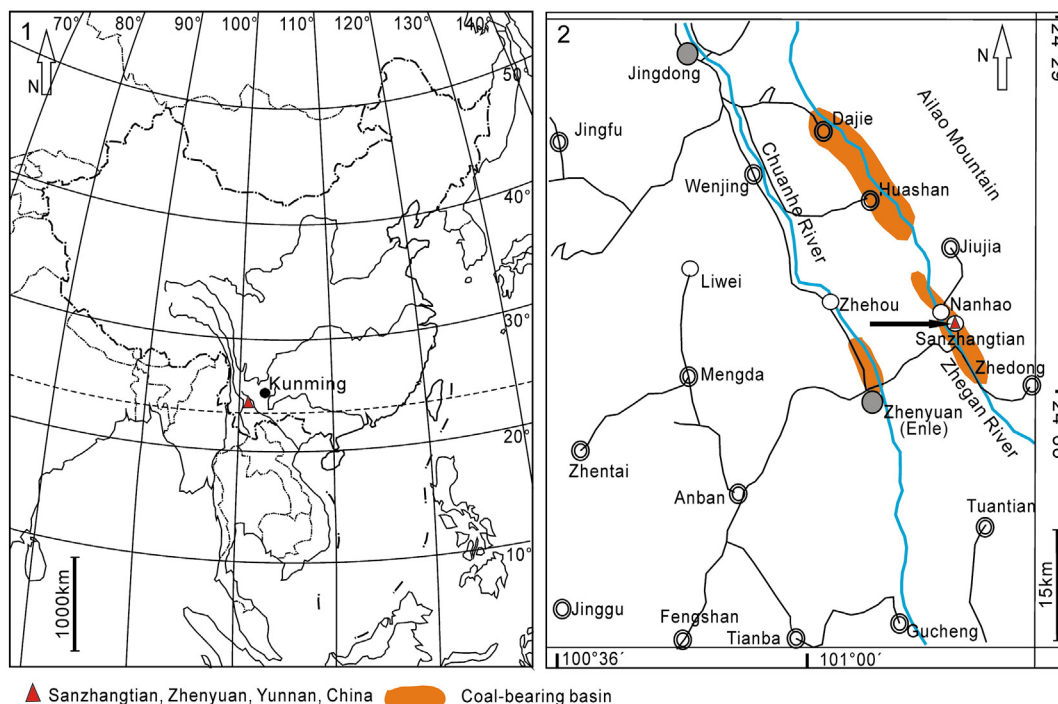 1
70°
80°
90°
100°
110°
120°
130°
140°
N
50°
40°
30°
20°
10°
Kunming
1000km
2
N
24°29´
Jingdong
Dajie
Ailao Mountain
Jingfu
Chuanhe River
Wenjing
Huashan
Jiujia
Liwei
Zhehou
Nanhao
Sanzhangtian
Mengda
Zhedong
Zhegan River
Zhenyuan
(Enle)
Zhentai
Anban
Tuantian
15km
Jinggu
Fengshan
Tianba
Gucheng
100°36´
101°00´
Sanzhangtian, Zhenyuan, Yunnan, China
Coal-bearing basin